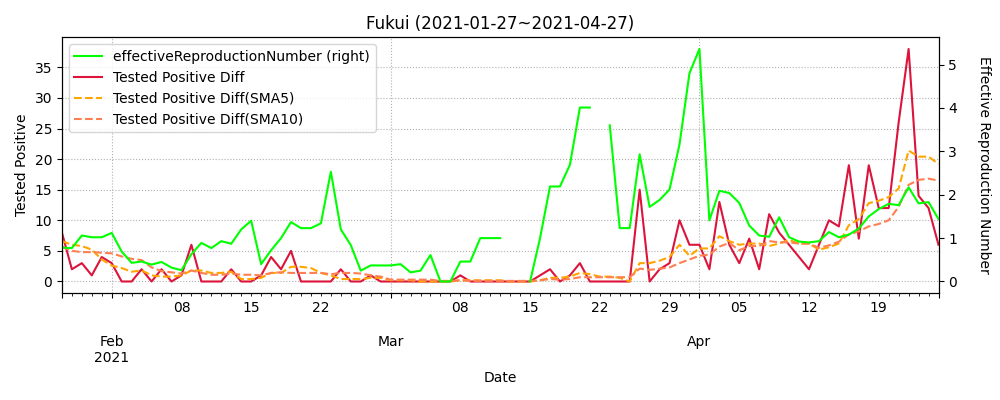 Fukui (2021-01-27~2021-04-27)
effectiveReproductionNumber (right)
Tested Positive Diff
Tested Positive Diff(SMA5)
Tested Positive Diff(SMA10)
Tested Positive
35
30
25
20
15
10
5
0
5
4
3
2
1
0
Effective Reproduction Number
08 15 22 08 15 22 29 05 12 19
Feb Mar Apr
2021
Date